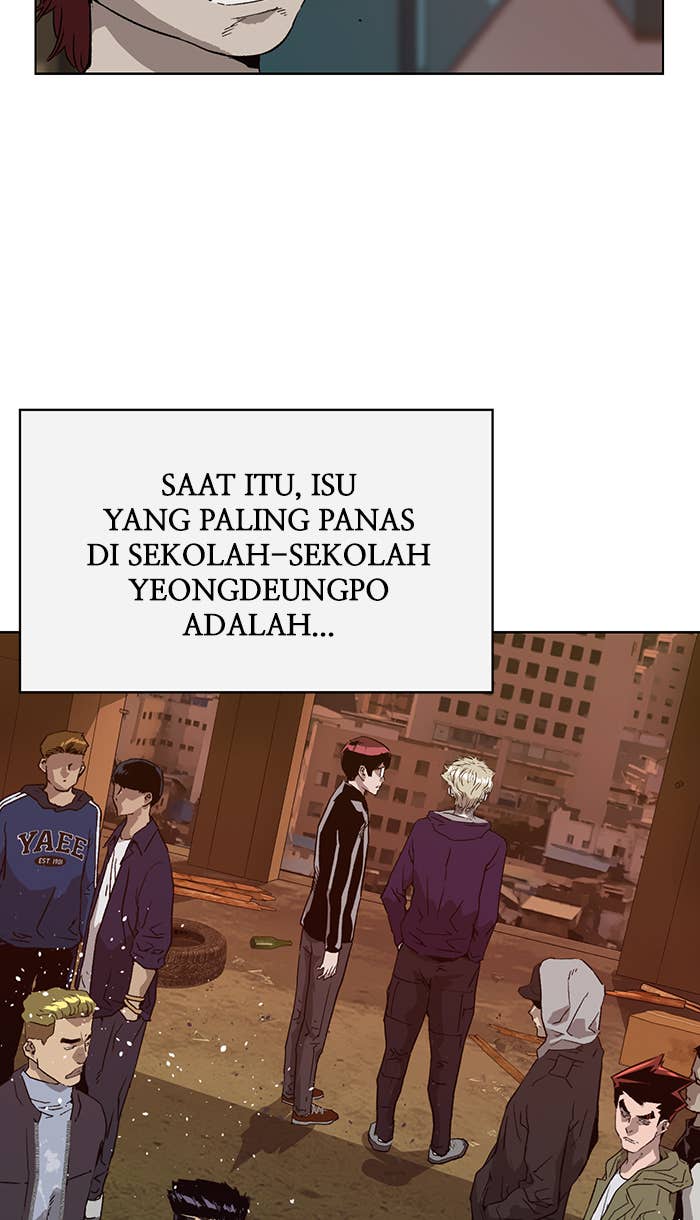 SAAT ITU, ISU
YANG PALING PANAS
DI SEKOLAH-SEKOLAH
YEONGDEUNGPO
ADALAH...
YAEE
EST. 1901